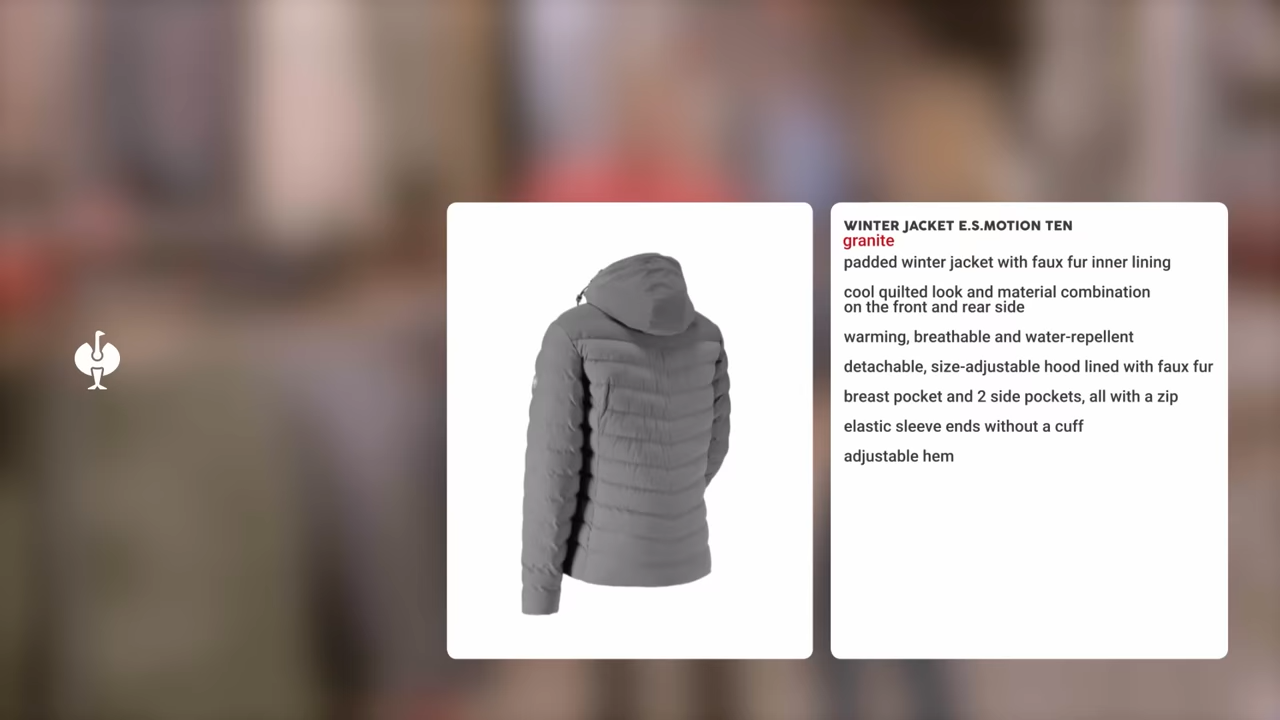 WINTER JACKET E.S.MOTION TEN
granite
padded winter jacket with faux fur inner lining
cool quilted look and material combination
on the front and rear side
warming, breathable and water-repellent
detachable, size-adjustable hood lined with faux fur
breast pocket and 2 side pockets, all with a zip
elastic sleeve ends without a cuff
adjustable hem